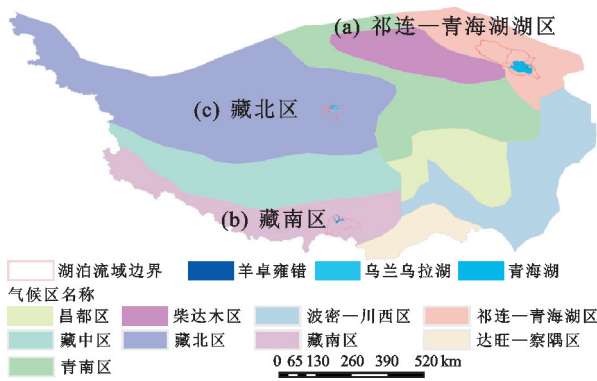 (a) 祁连—青海湖湖区
(c) 藏北区
(b) 藏南区
湖泊流域边界 羊卓雍错 乌兰乌拉湖 青海湖
气候区名称
昌都区 柴达木区 波密—川西区 祁连—青海湖区
藏中区 藏北区 藏南区 达旺—察隅区
青南区
0 65 130 260 390 520 km